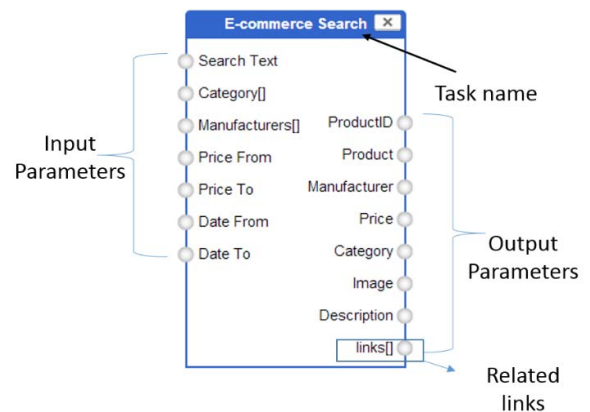 E-commerce Search
Task name
Input
Parameters
Search Text
Category[]
Manufacturers[]
Price From
Price To
Date From
Date To
ProductID
Product
Manufacturer
Price
Category
Image
Description
links[]
Output
Parameters
Related
links